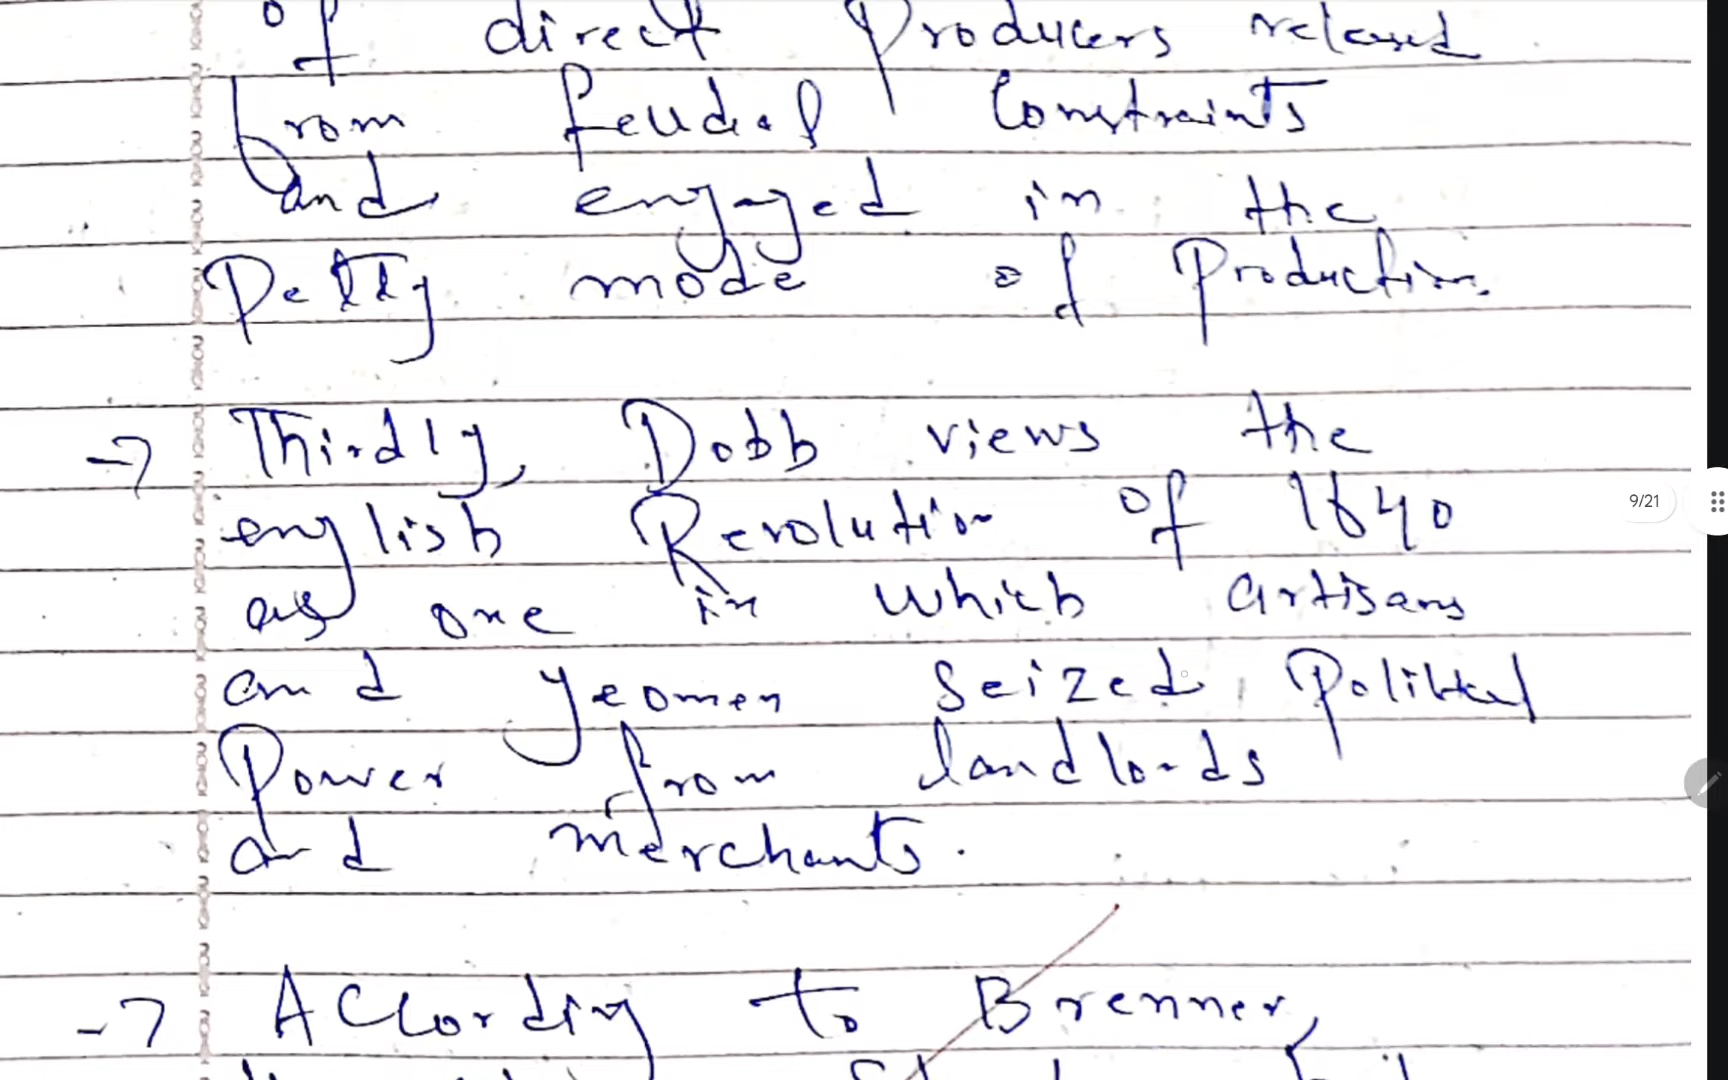 of direct Producers released
from feudal Constraints
and engaged in the
Petty mode of Production.
→ Thirdly, Dobb views the
english Revolution of 1640
as one in which artisans
and yeomen seized Political
Power from landlords
and merchants.
9/21
→ According to Brenner,